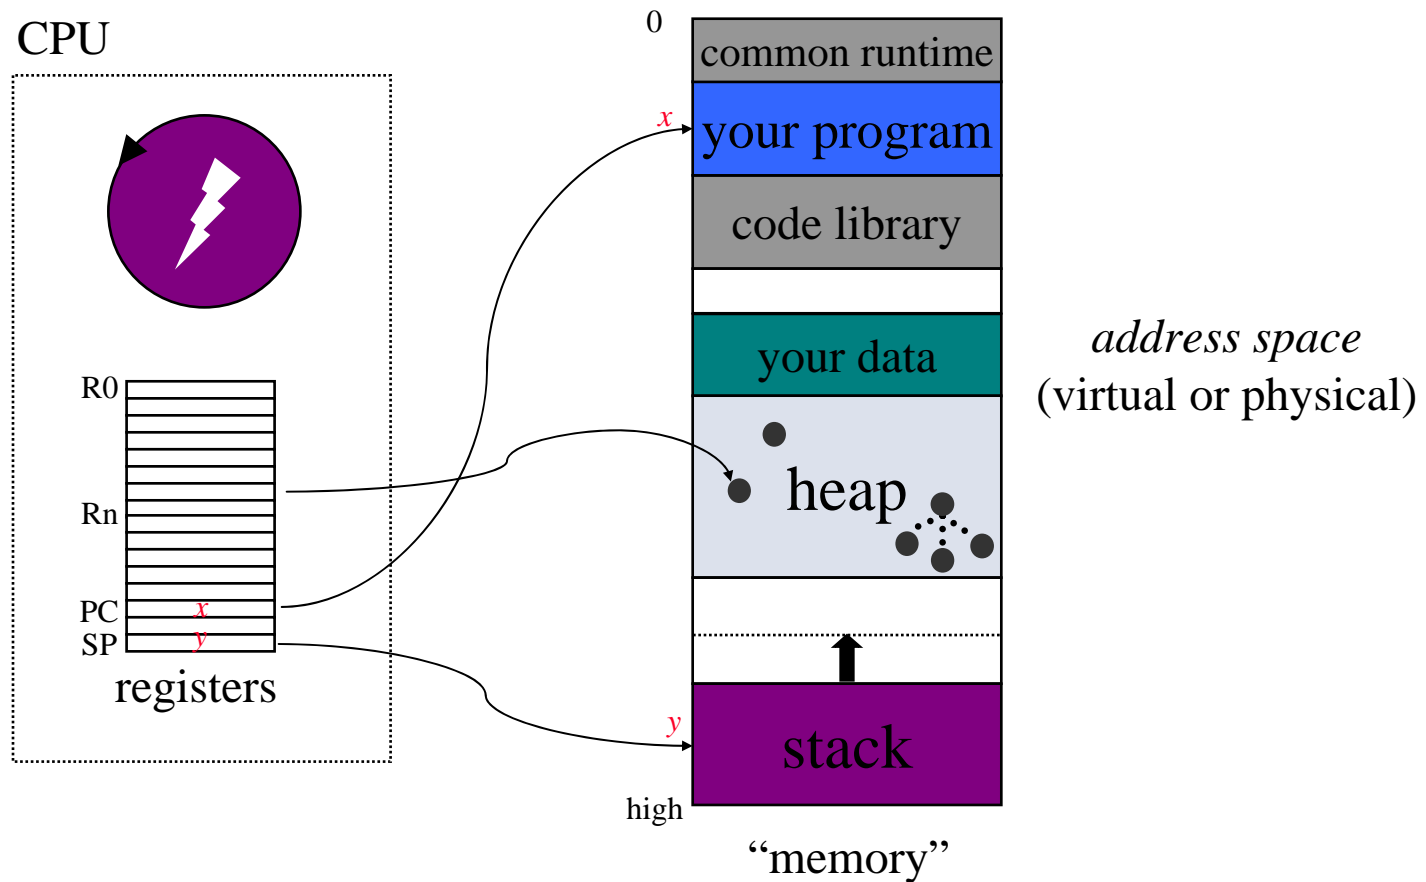 CPU
R0
Rn
PC x
SP y
registers
0
x
y
high
common runtime
your program
code library
your data
heap
stack
“memory”
address space
(virtual or physical)